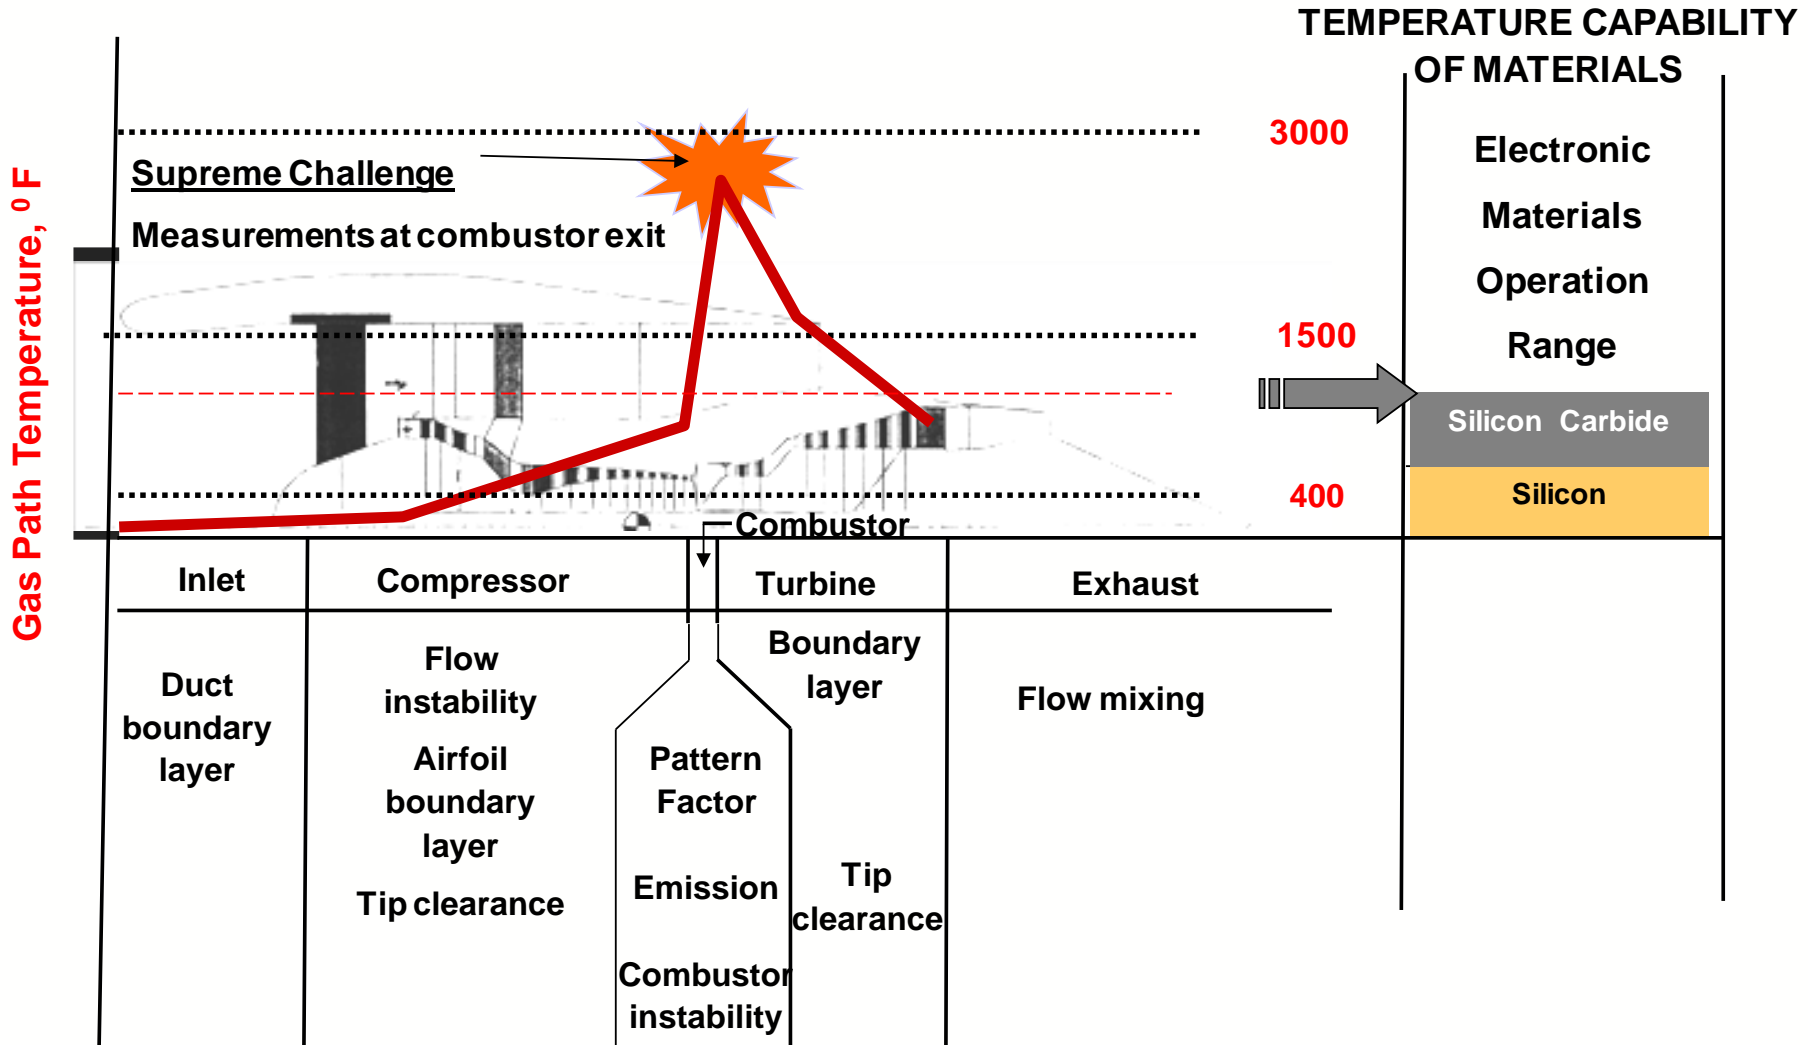 TEMPERATURE CAPABILITY
OF MATERIALS
Gas Path Temperature, ⁰ F
3000
Supreme Challenge
Measurements at combustor exit
1500
400
Electronic
Materials
Operation
Range
Silicon Carbide
Silicon
Combustor
Inlet
Compressor
Turbine
Exhaust
Duct
boundary
layer
Flow
instability
Airfoil
boundary
layer
Tip clearance
Pattern
Factor
Emission
Combustor
instability
Boundary
layer
Tip
clearance
Flow mixing